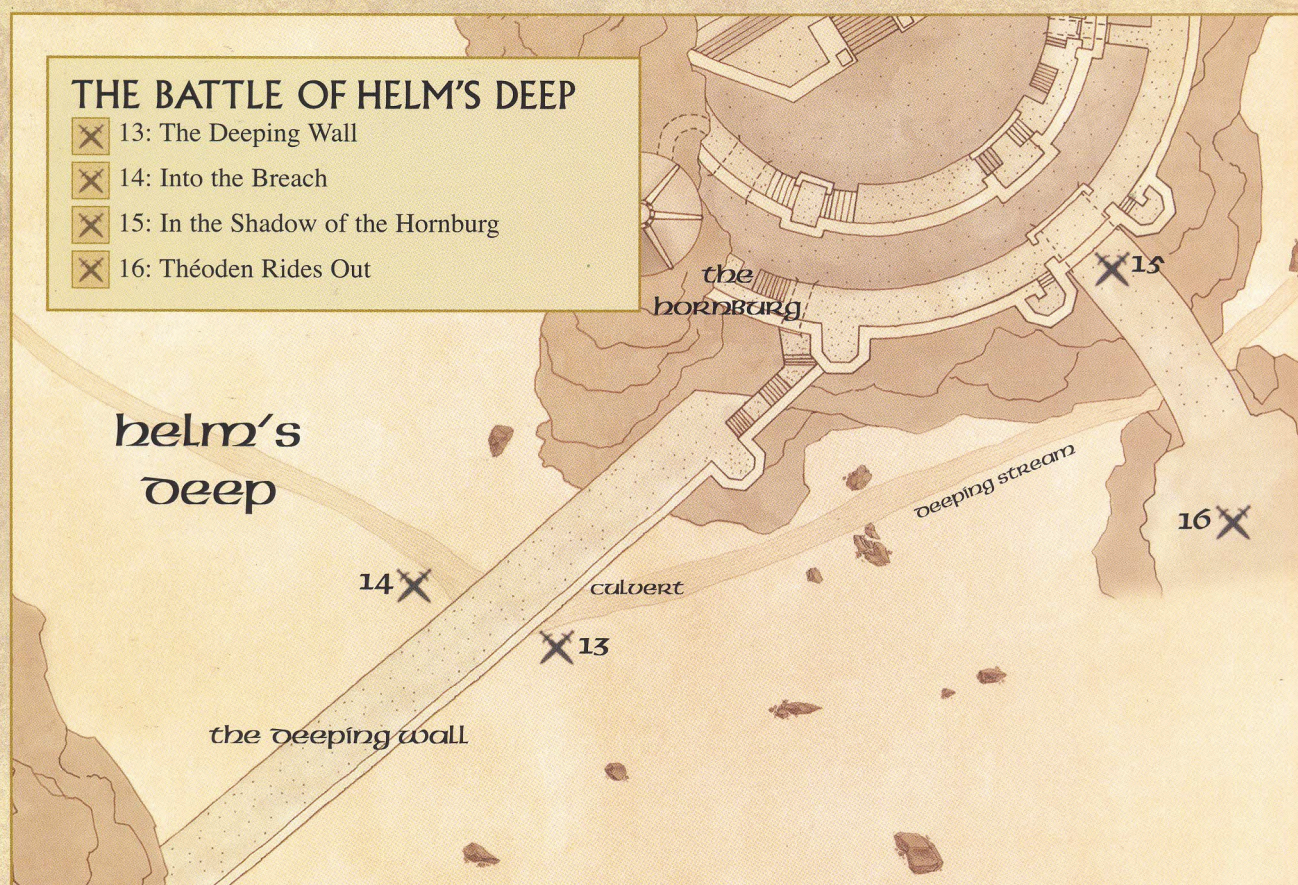 THE BATTLE OF HELM'S DEEP
13: The Deeping Wall
14: Into the Breach
15: In the Shadow of the Hornburg
16: Théoden Rides Out
15
the
hornburg
helm's
deep
deeping stream
16
14
culvert
13
the deeping wall